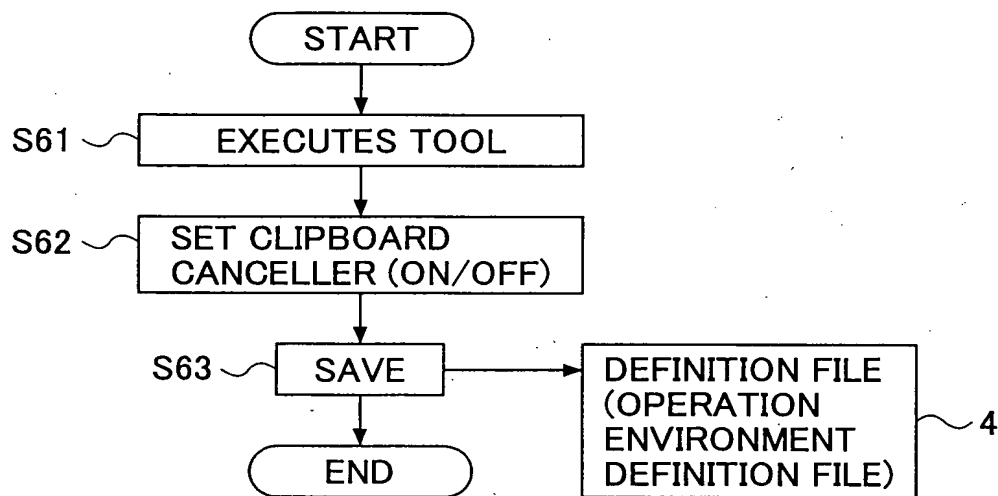 START
S61
EXECUTES TOOL
S62
SET CLIPBOARD
CANCELLER (ON/OFF)
S63
SAVE
DEFINITION FILE
(OPERATION
ENVIRONMENT
DEFINITION FILE)
4
END